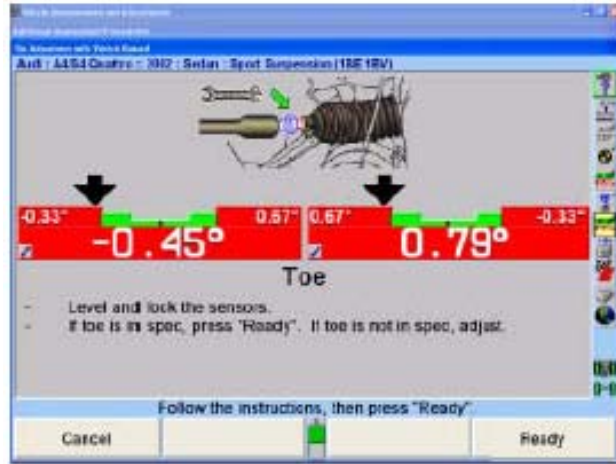 Audi : A4/S4 Quattro : 2002 : Sedan : Sport Suspension (1BE 1BV)
-0.33° 0.67° 0.67° -0.33°
-0.45° 0.79°
Toe
- Level and lock the sensors.
- If toe is in spec, press "Ready". If toe is not in spec, adjust.
Follow the instructions, then press "Ready"
Cancel Ready